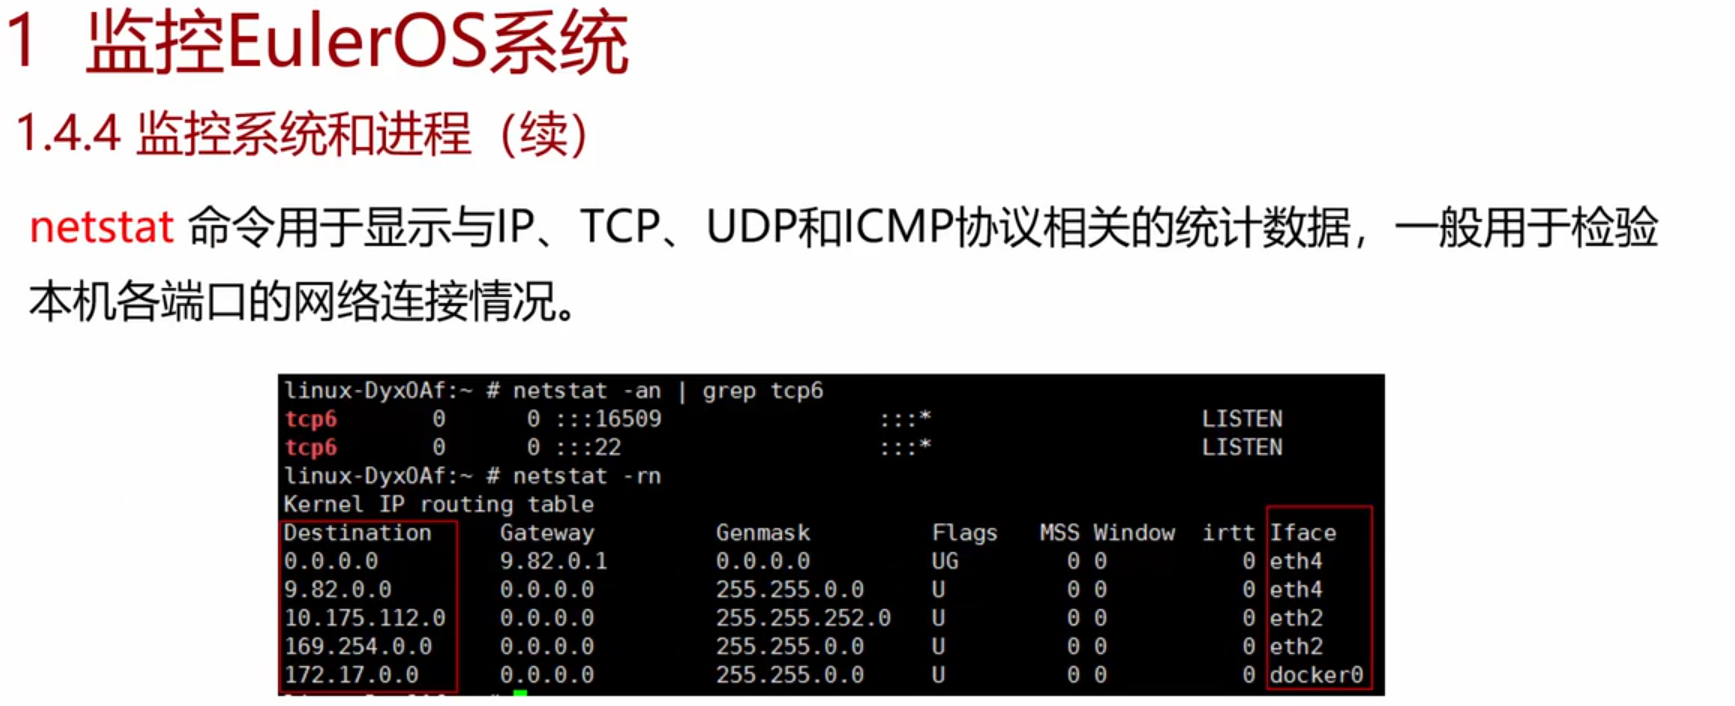 1 监控EulerOS系统
1.4.4 监控系统和进程（续）
netstat 命令用于显示与IP、TCP、UDP和ICMP协议相关的统计数据，一般用于检验
本机各端口的网络连接情况。
linux-DyxOAf:~ # netstat -an | grep tcp6
tcp6 0 0 :::16509 :::* LISTEN
tcp6 0 0 :::22 :::* LISTEN
linux-DyxOAf:~ # netstat -rn
Kernel IP routing table
Destination Gateway Genmask Flags MSS Window irtt Iface
0.0.0.0 9.82.0.1 0.0.0.0 UG 0 0 0 eth4
9.82.0.0 0.0.0.0 255.255.0.0 U 0 0 0 eth4
10.175.112.0 0.0.0.0 255.255.252.0 U 0 0 0 eth2
169.254.0.0 0.0.0.0 255.255.0.0 U 0 0 0 eth2
172.17.0.0 0.0.0.0 255.255.0.0 U 0 0 0 docker0